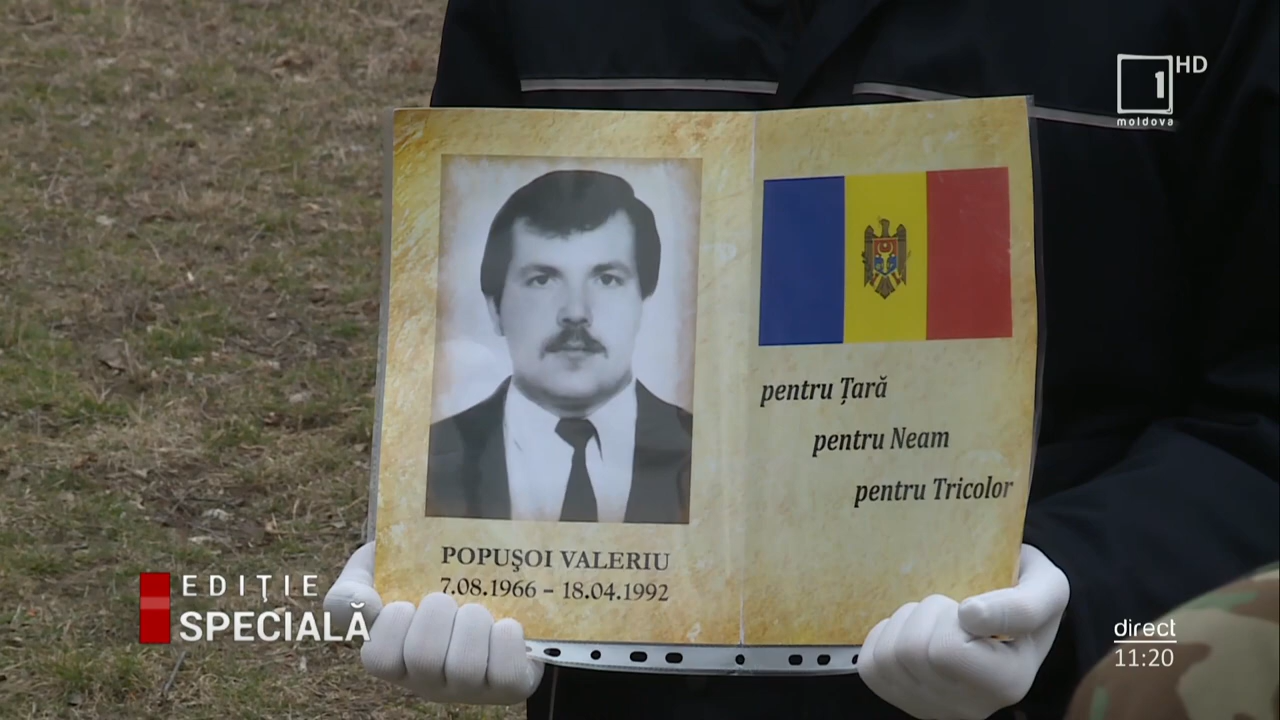 1 HD
moldova
pentru Țară
pentru Neam
pentru Tricolor
POPUŞOI VALERIU
7.08.1966 – 18.04.1992
EDIŢIE
SPECIALĂ
direct
11:20